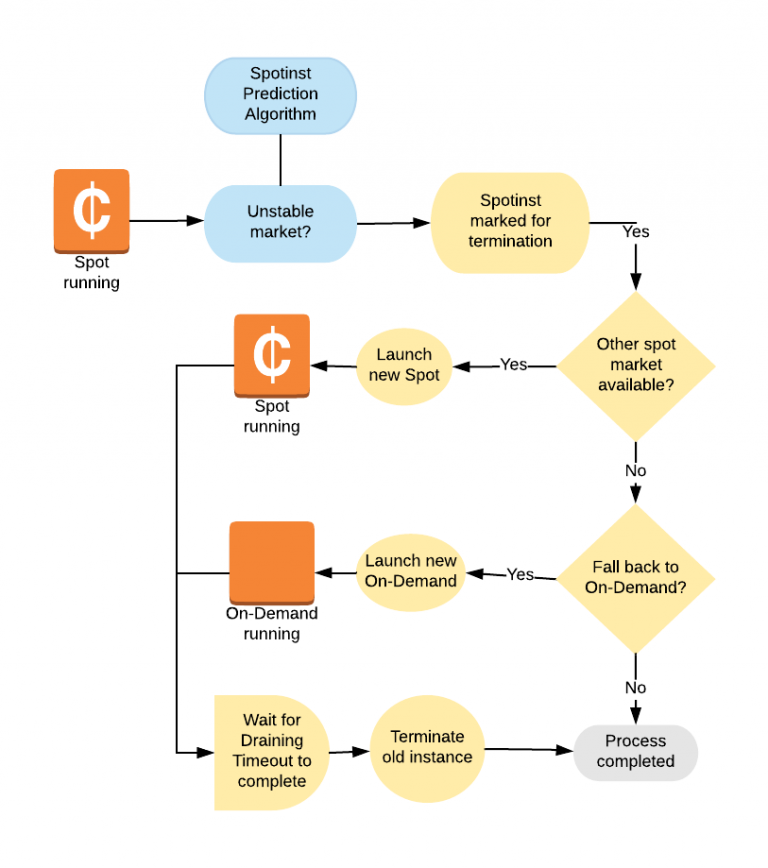 Spotinst
Prediction
Algorithm
Unstable
market?
Spotinst
marked for
termination
Yes
¢
Spot
running
Other spot
market
available?
Yes
Launch
new Spot
¢
Spot
running
No
Fall back to
On-Demand?
Yes
Launch new
On-Demand
On-Demand
running
No
Wait for
Draining
Timeout to
complete
Terminate
old instance
Process
completed